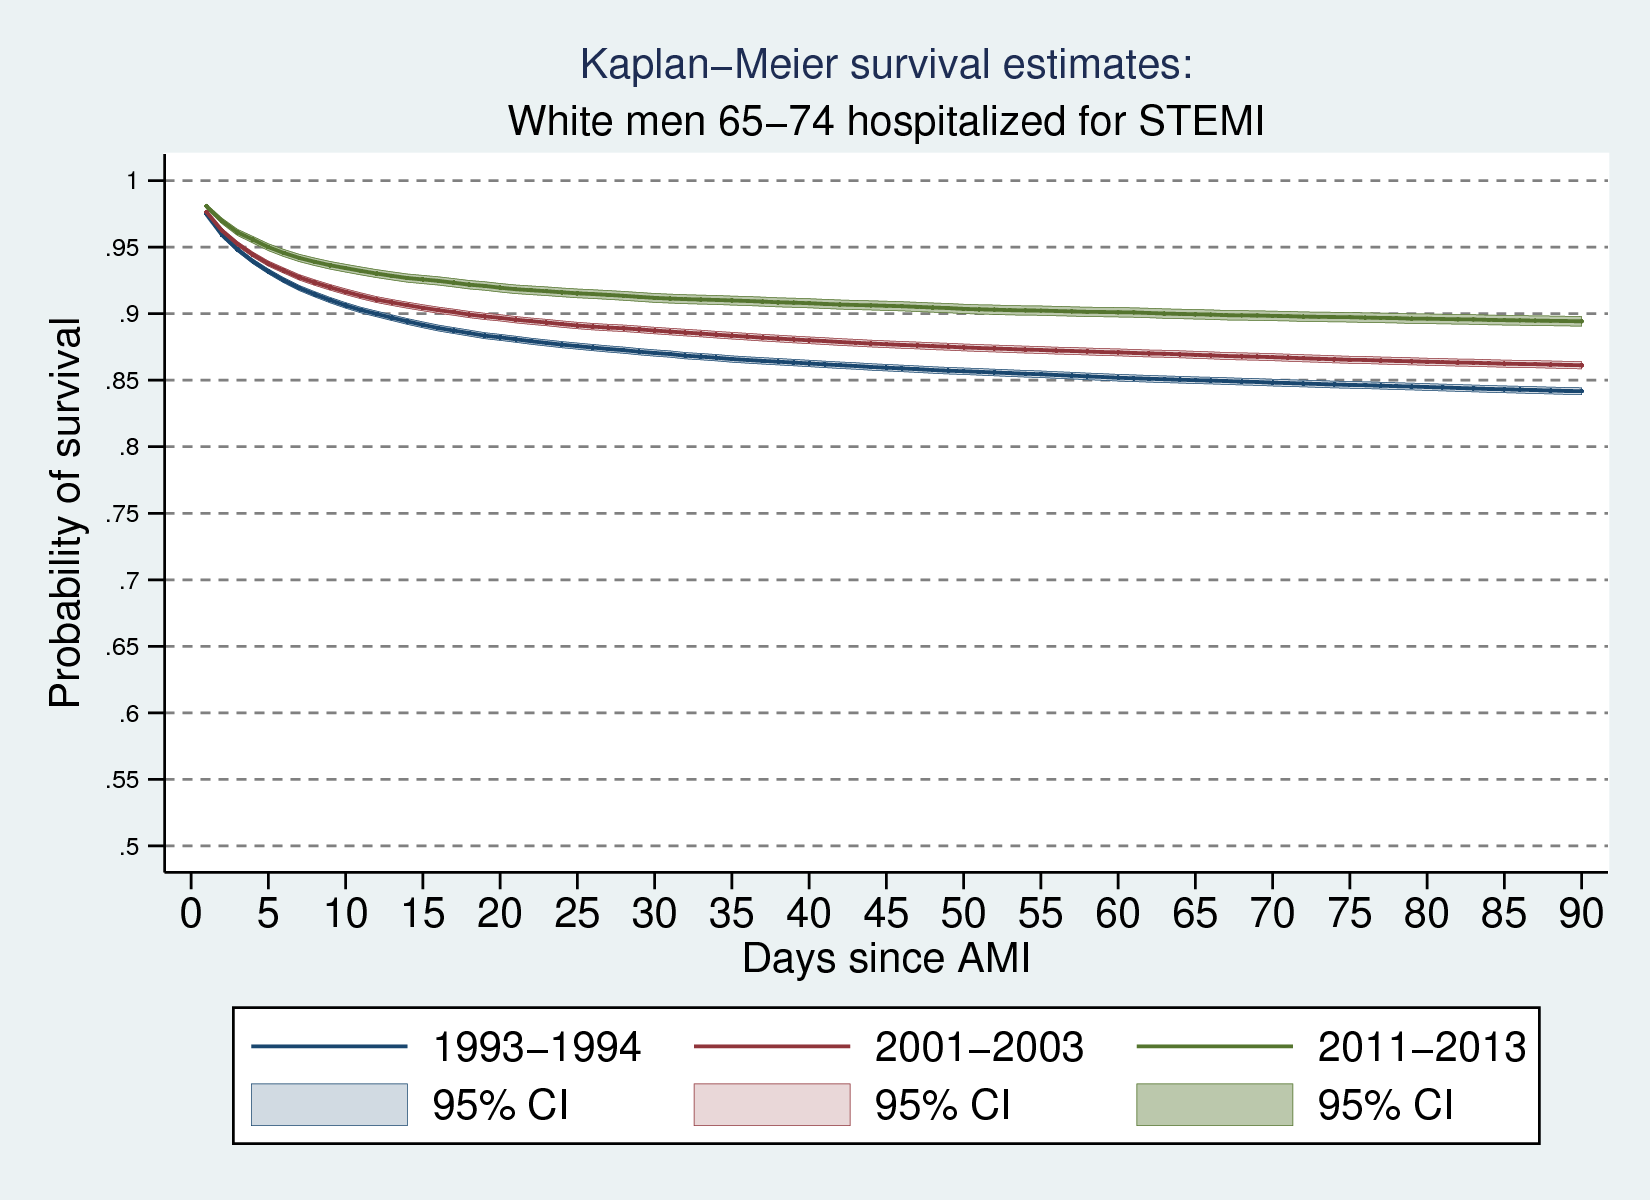 Kaplan–Meier survival estimates:
White men 65–74 hospitalized for STEMI
Probability of survival
1
.95
.9
.85
.8
.75
.7
.65
.6
.55
.5
0 5 10 15 20 25 30 35 40 45 50 55 60 65 70 75 80 85 90
Days since AMI
1993–1994 2001–2003 2011–2013
95% CI 95% CI 95% CI